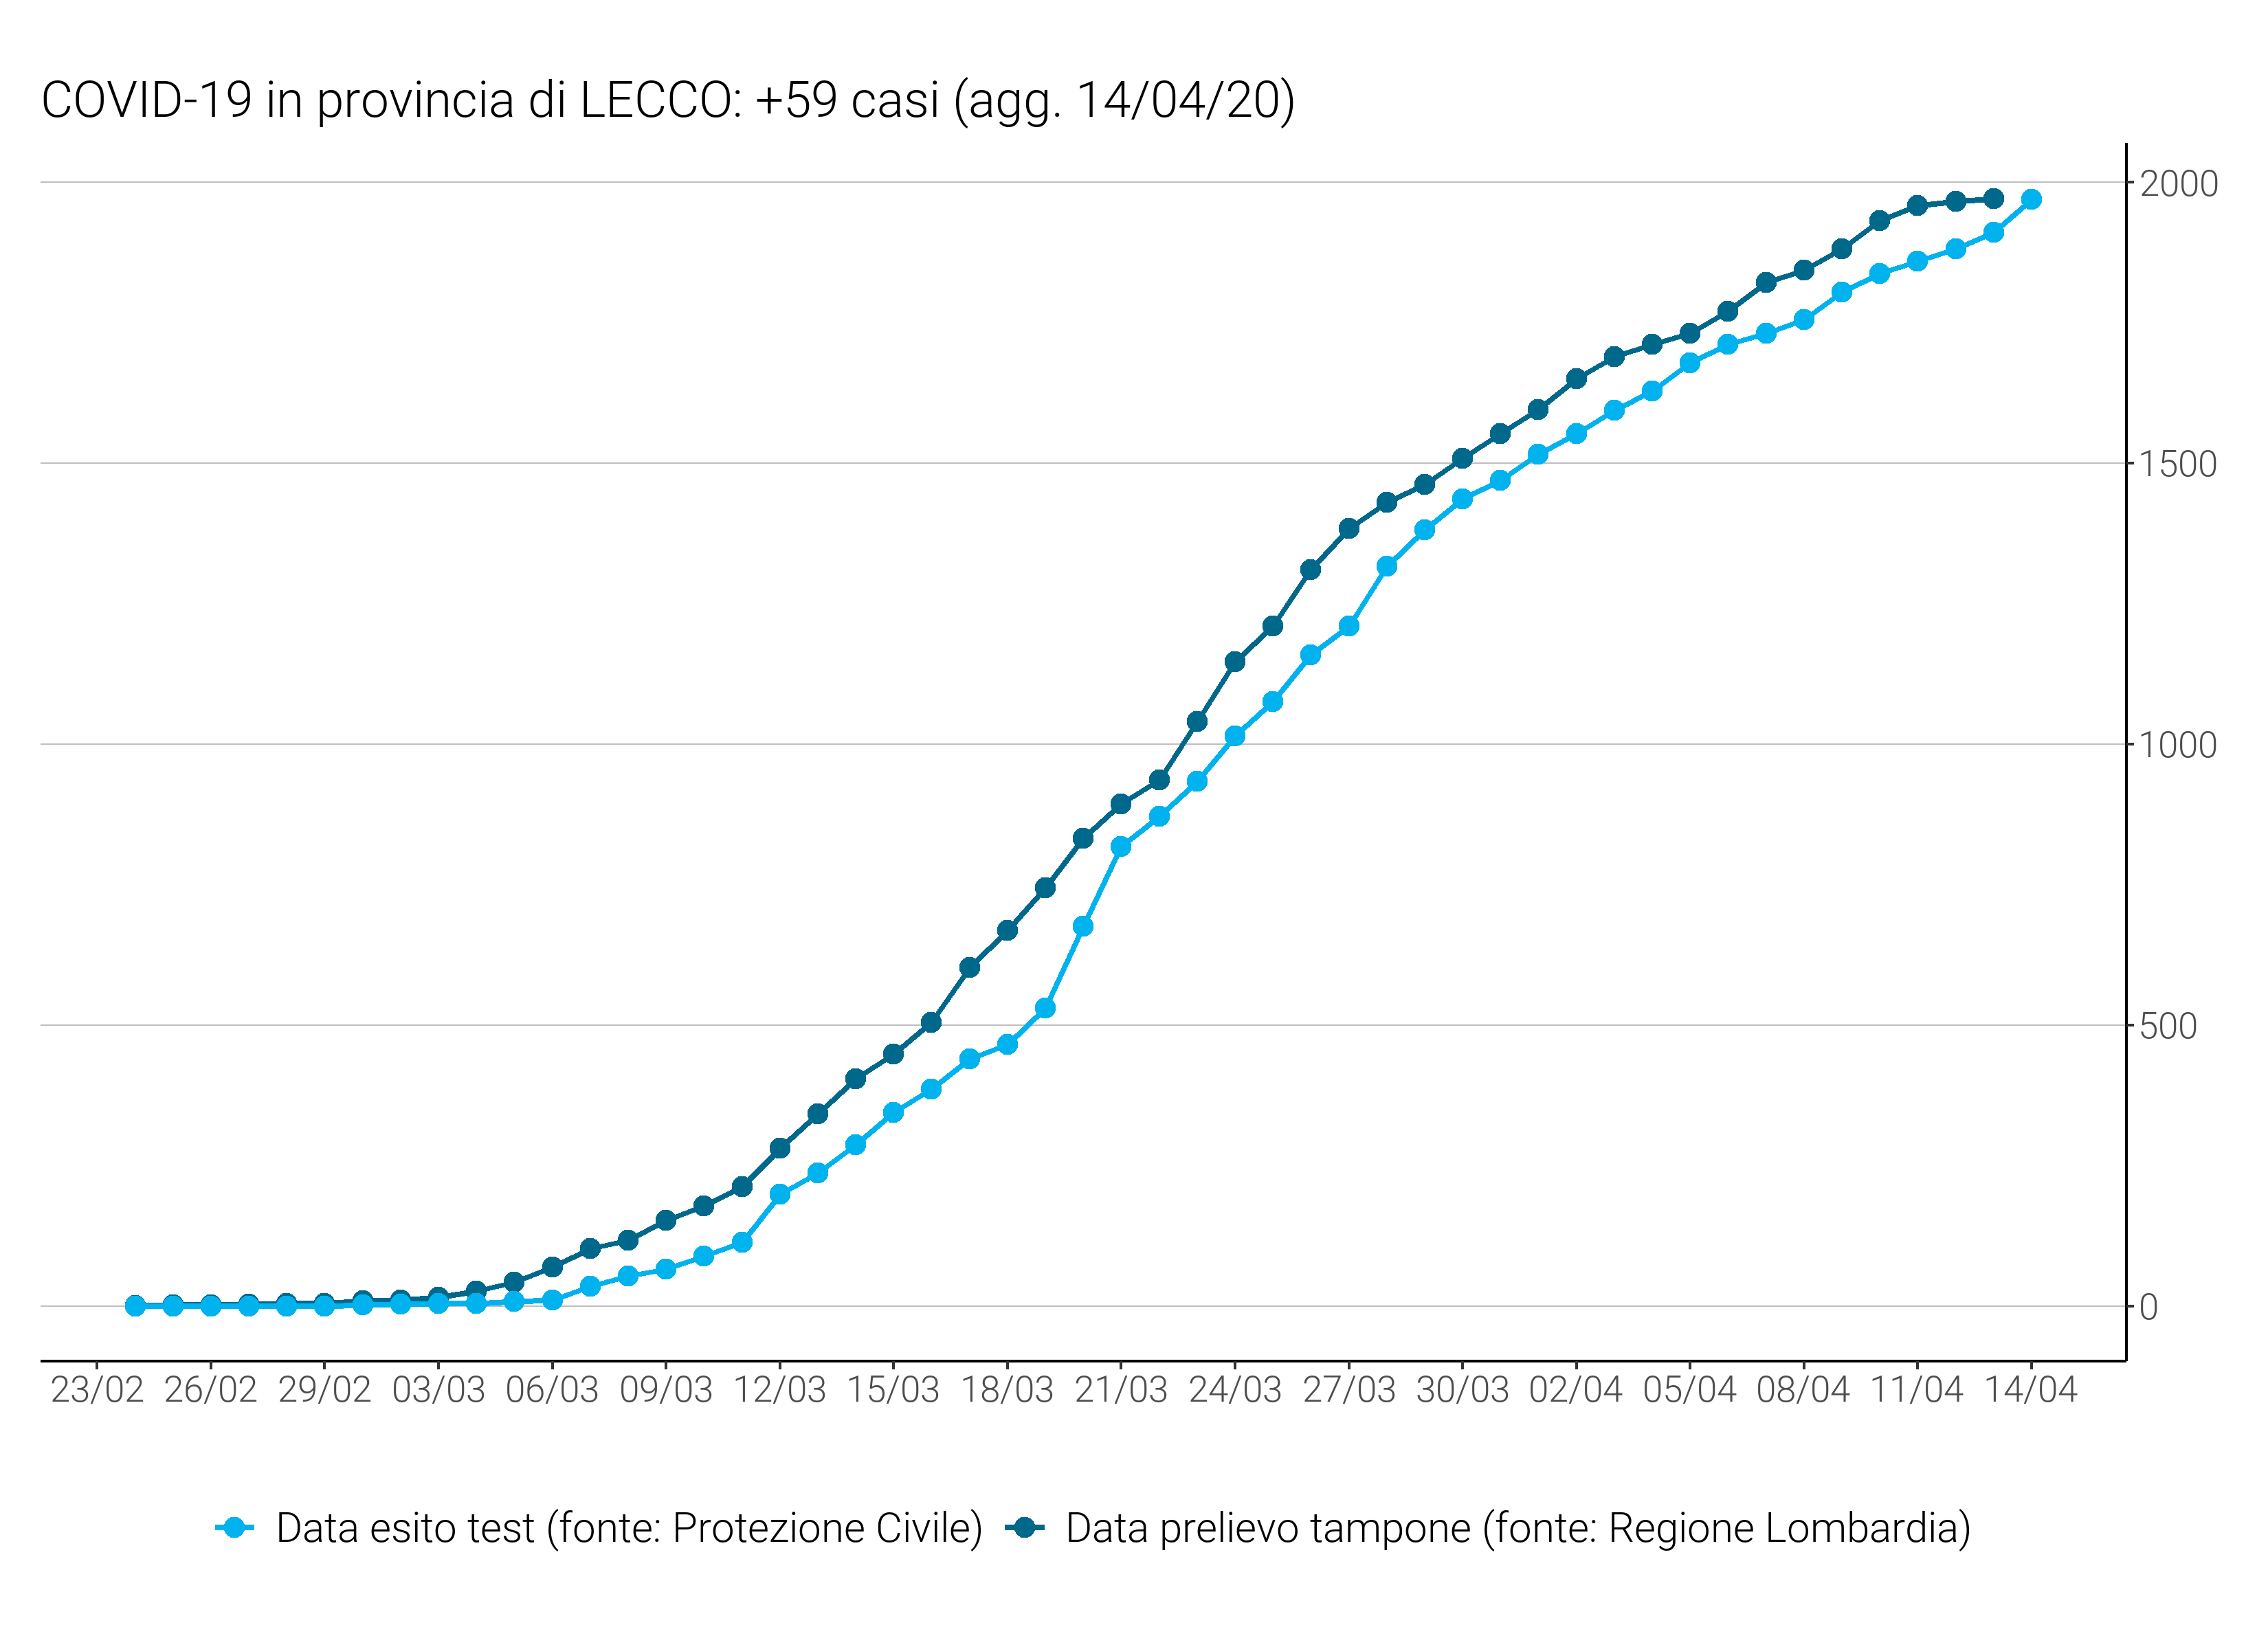 COVID-19 in provincia di LECCO: +59 casi (agg. 14/04/20)
2000
1500
1000
500
0
23/02 26/02 29/02 03/03 06/03 09/03 12/03 15/03 18/03 21/03 24/03 27/03 30/03 02/04 05/04 08/04 11/04 14/04
Data esito test (fonte: Protezione Civile) Data prelievo tampone (fonte: Regione Lombardia)